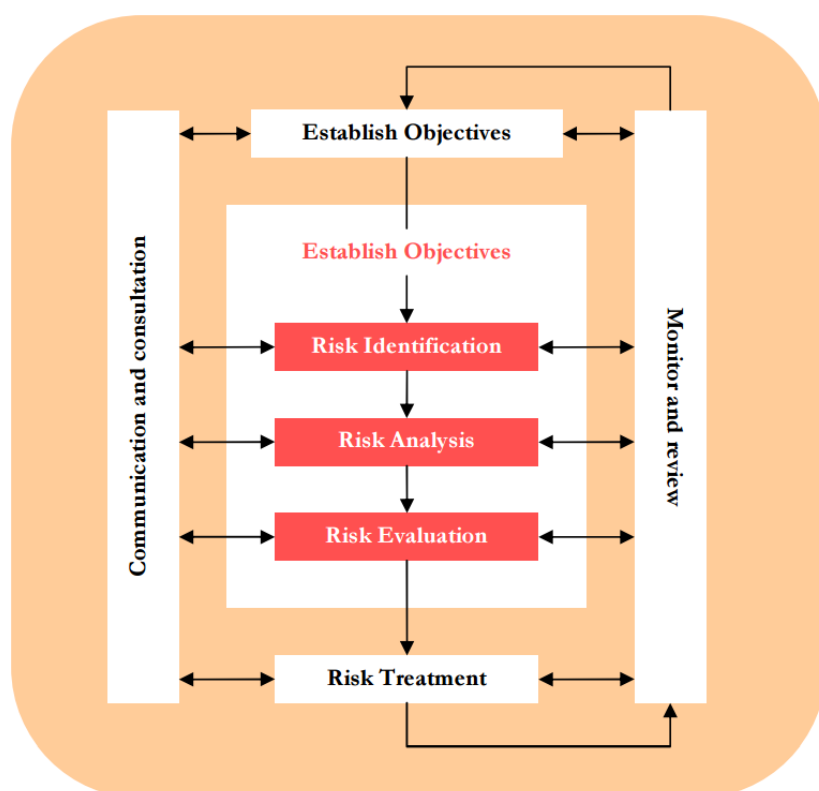 Establish Objectives
Communication and consultation
Establish Objectives
Risk Identification
Risk Analysis
Risk Evaluation
Monitor and review
Risk Treatment